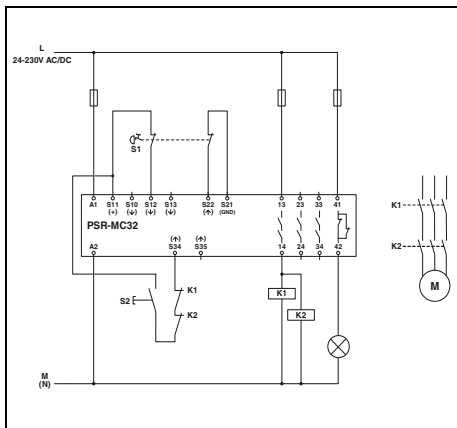 L
24-230V AC/DC
S1
A1 S11 S10 S12 S13 S22 S21 13 23 33 41
(+) (↓) (↓) (↓) (↑) (GND)
PSR-MC32
(↑) (↑)
A2 S34 S35 14 24 34 42
K1
K2
S2
K1
K2
M
(N)
K1
K2
M